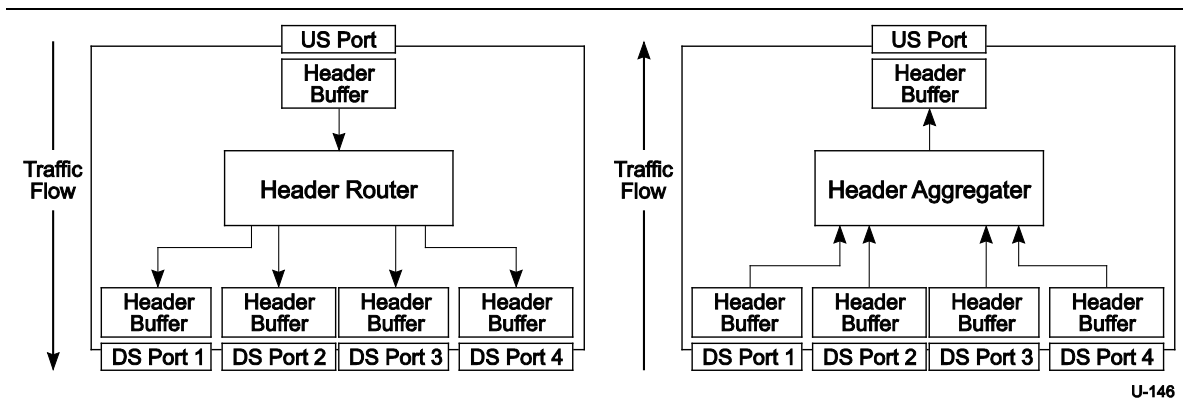 US Port
Header
Buffer
Traffic
Flow
Header Router
Header
Buffer
Header
Buffer
Header
Buffer
Header
Buffer
DS Port 1
DS Port 2
DS Port 3
DS Port 4
US Port
Header
Buffer
Traffic
Flow
Header Aggregater
Header
Buffer
Header
Buffer
Header
Buffer
Header
Buffer
DS Port 1
DS Port 2
DS Port 3
DS Port 4
U-146